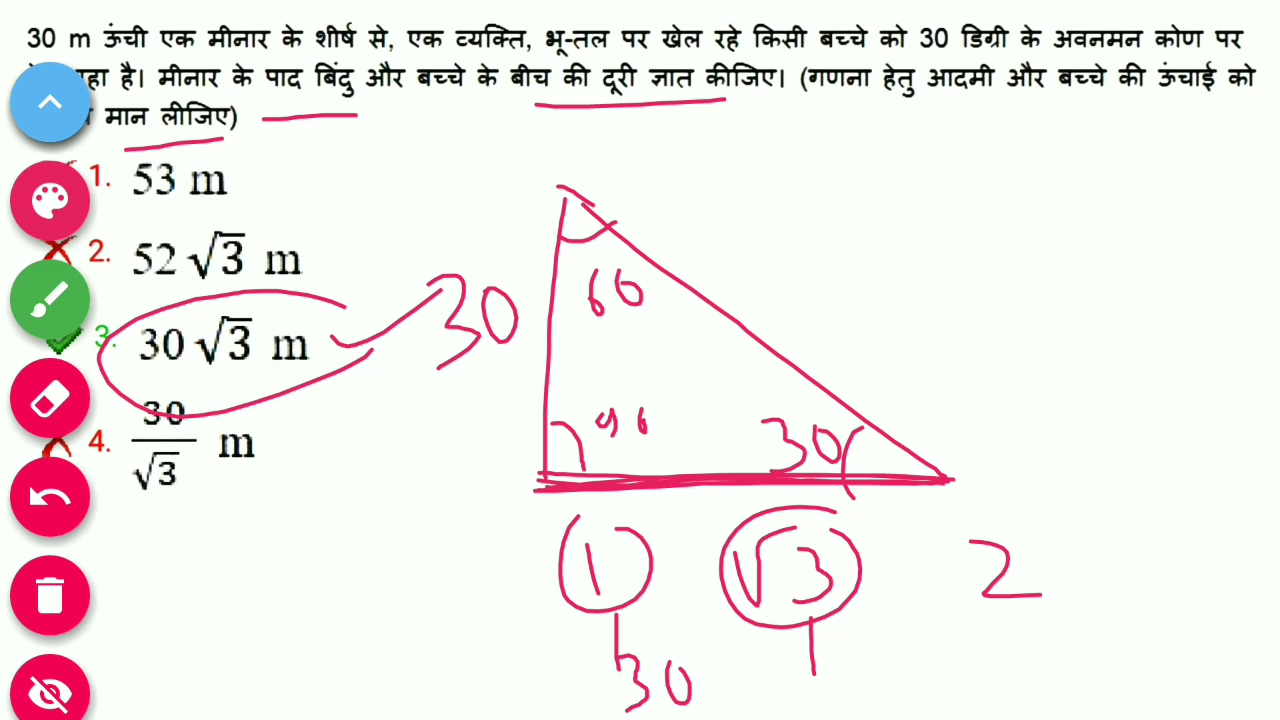 30 m ऊंची एक मीनार के शीर्ष से, एक व्यक्ति, भू-तल पर खेल रहे किसी बच्चे को 30 डिग्री के अवनमन कोण पर
है। मीनार के पाद बिंदु और बच्चे के बीच की दूरी ज्ञात कीजिए। (गणना हेतु आदमी और बच्चे की ऊंचाई को
मान लीजिए)
1. 53 m
2. 52 √3 m
3. 30 √3 m
4. 30/√3 m
30
60
90
30
1 √3 2
30